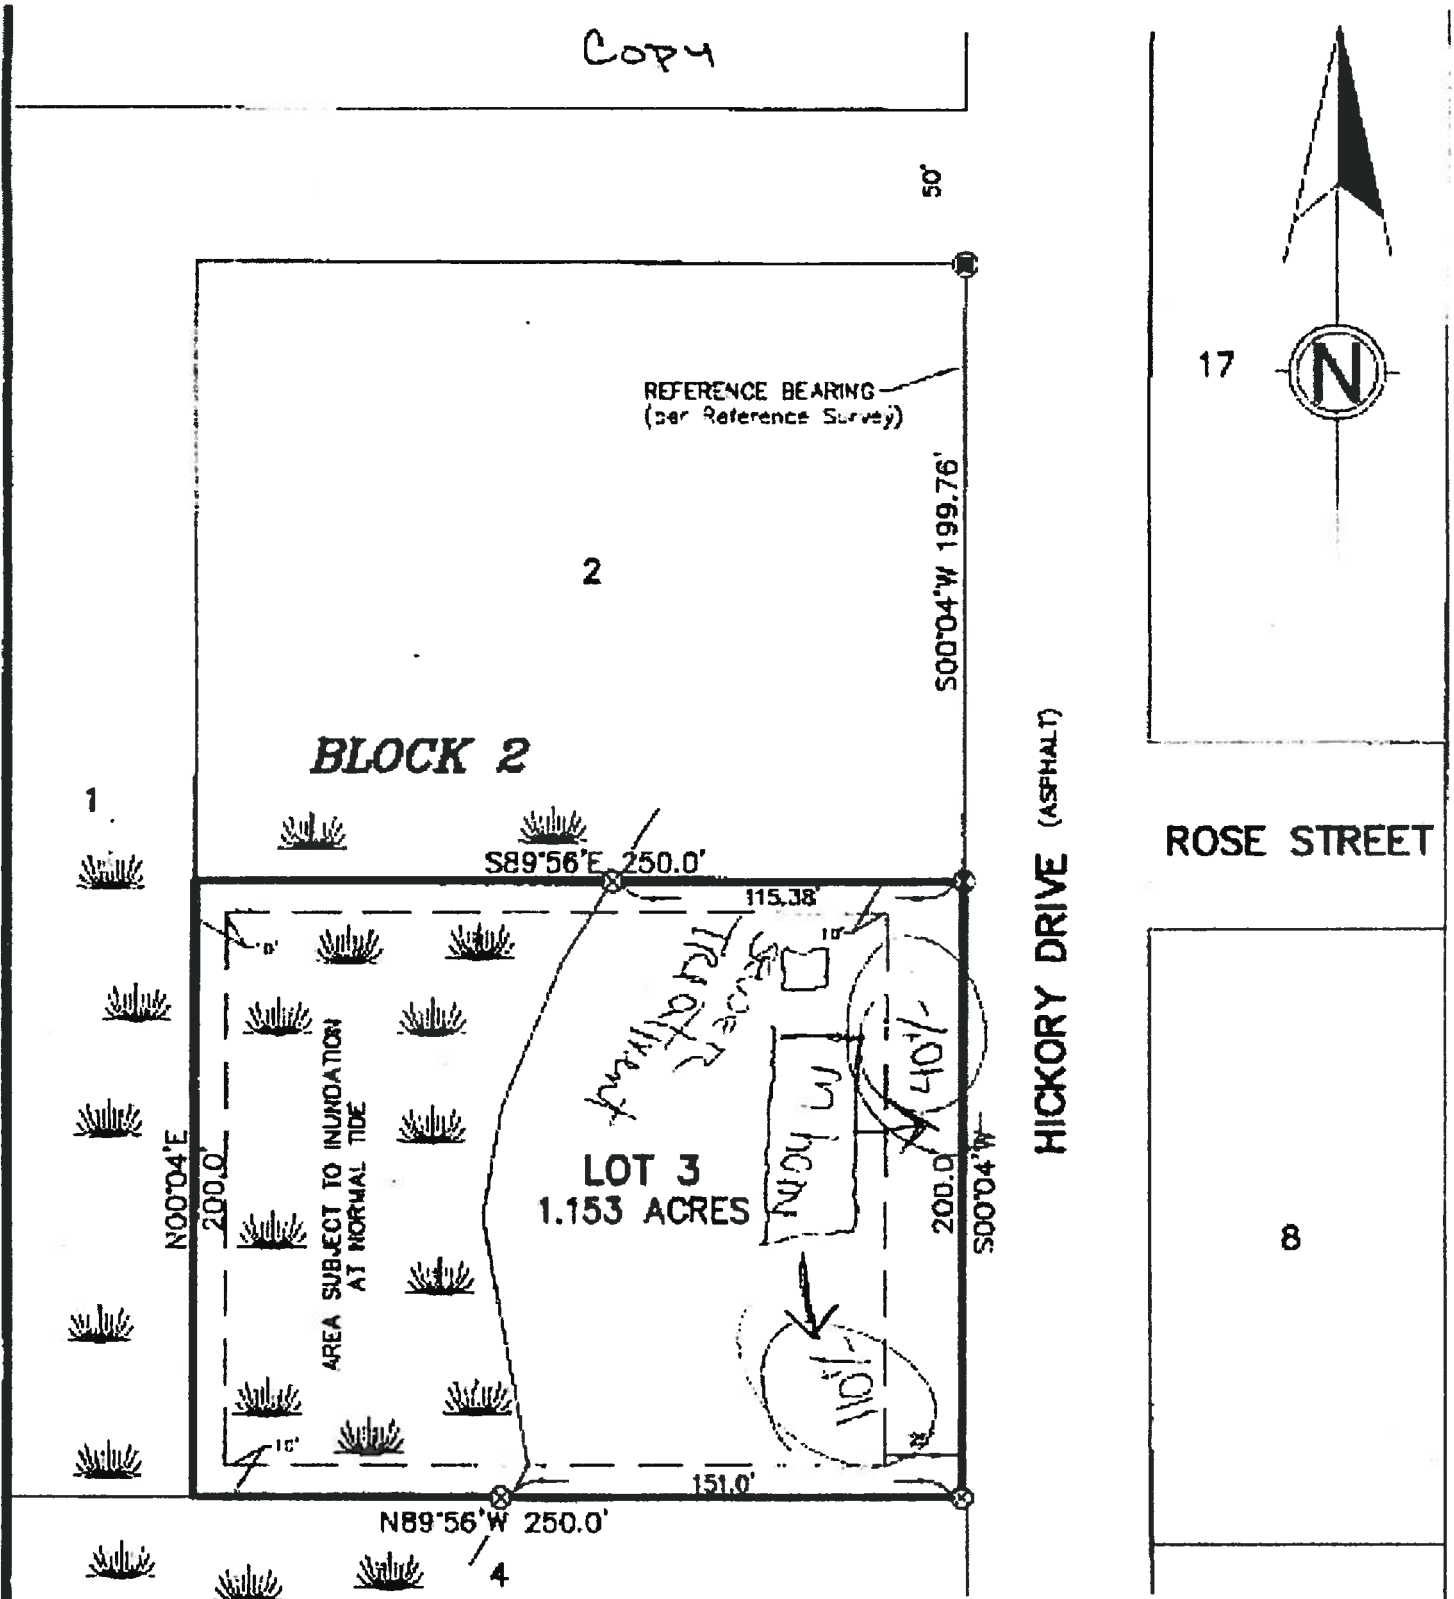 Copy
50'
N
17
REFERENCE BEARING
(per Reference Survey)
S00°04'W 199.76'
2
BLOCK 2
1
HICKORY DRIVE (ASPHALT)
ROSE STREET
S89°56'E 250.0'
115.38'
10'
40'/-
N00°04'E
200.0'
AREA SUBJECT TO INUNDATION
AT NORMAL TIDE
LOT 3
1.153 ACRES
200.0'
S00°04'W
8
110'/-
10'
151.0'
N89°56'W 250.0'
4